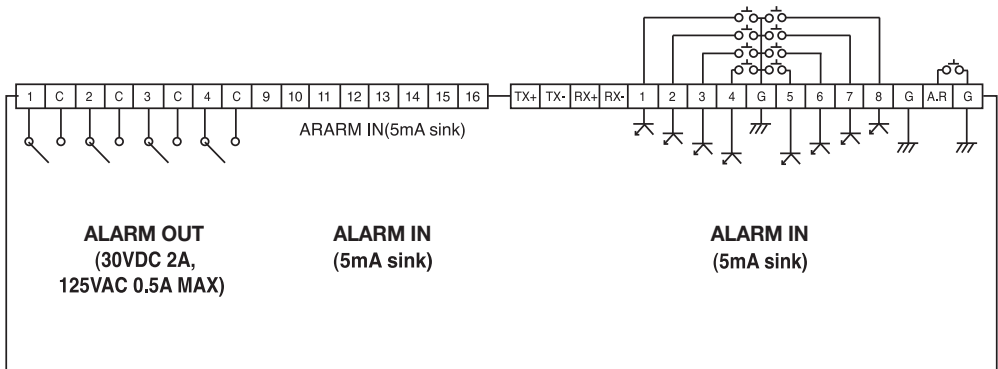 1 C 2 C 3 C 4 C 9 10 11 12 13 14 15 16 TX+ TX- RX+ RX- 1 2 3 4 G 5 6 7 8 G A.R G
ARARM IN(5mA sink)
ALARM OUT
(30VDC 2A,
125VAC 0.5A MAX)
ALARM IN
(5mA sink)
ALARM IN
(5mA sink)